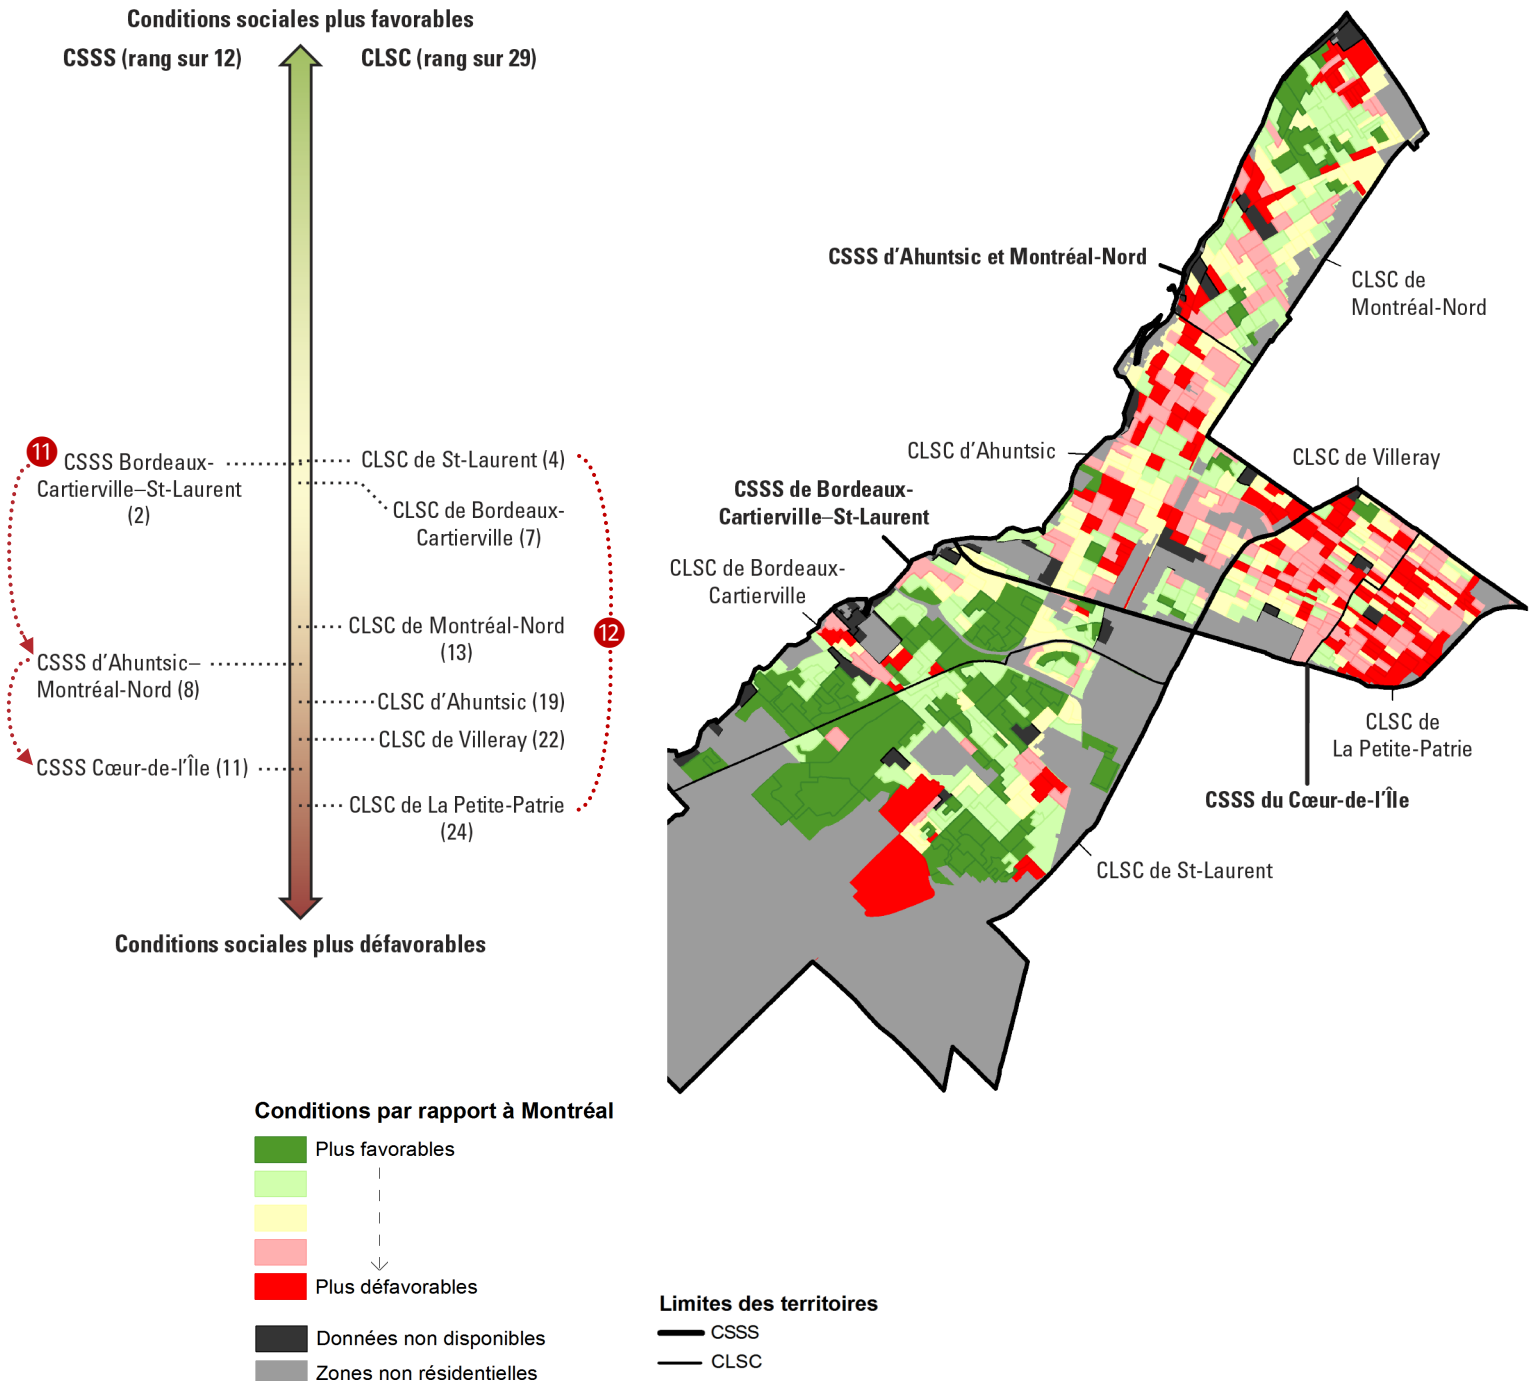 Conditions sociales plus favorables
CSSS (rang sur 12)
CLSC (rang sur 29)
11
CSSS Bordeaux-
Cartierville–St-Laurent
(2)
CLSC de St-Laurent (4)
CLSC de Bordeaux-
Cartierville (7)
12
CLSC de Montréal-Nord
(13)
CSSS d'Ahuntsic–
Montréal-Nord (8)
CLSC d'Ahuntsic (19)
CLSC de Villeray (22)
CSSS Cœur-de-l'Île (11)
CLSC de La Petite-Patrie
(24)
Conditions sociales plus défavorables
CSSS d'Ahuntsic et Montréal-Nord
CLSC de
Montréal-Nord
CLSC d'Ahuntsic
CLSC de Villeray
CSSS de Bordeaux-
Cartierville–St-Laurent
CLSC de Bordeaux-
Cartierville
CLSC de
La Petite-Patrie
CSSS du Cœur-de-l'Île
CLSC de St-Laurent
Conditions par rapport à Montréal
Plus favorables
Plus défavorables
Données non disponibles
Zones non résidentielles
Limites des territoires
CSSS
CLSC